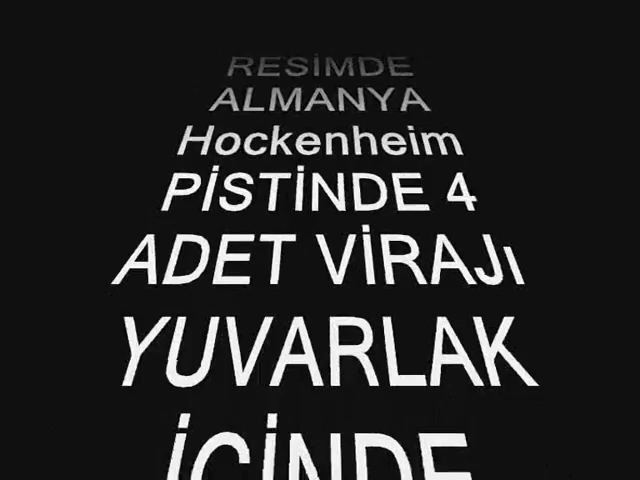 RESİMDE
ALMANYA
Hockenheim
PİSTİNDE 4
ADET VİRAJı
YUVARLAK
İÇİNDE